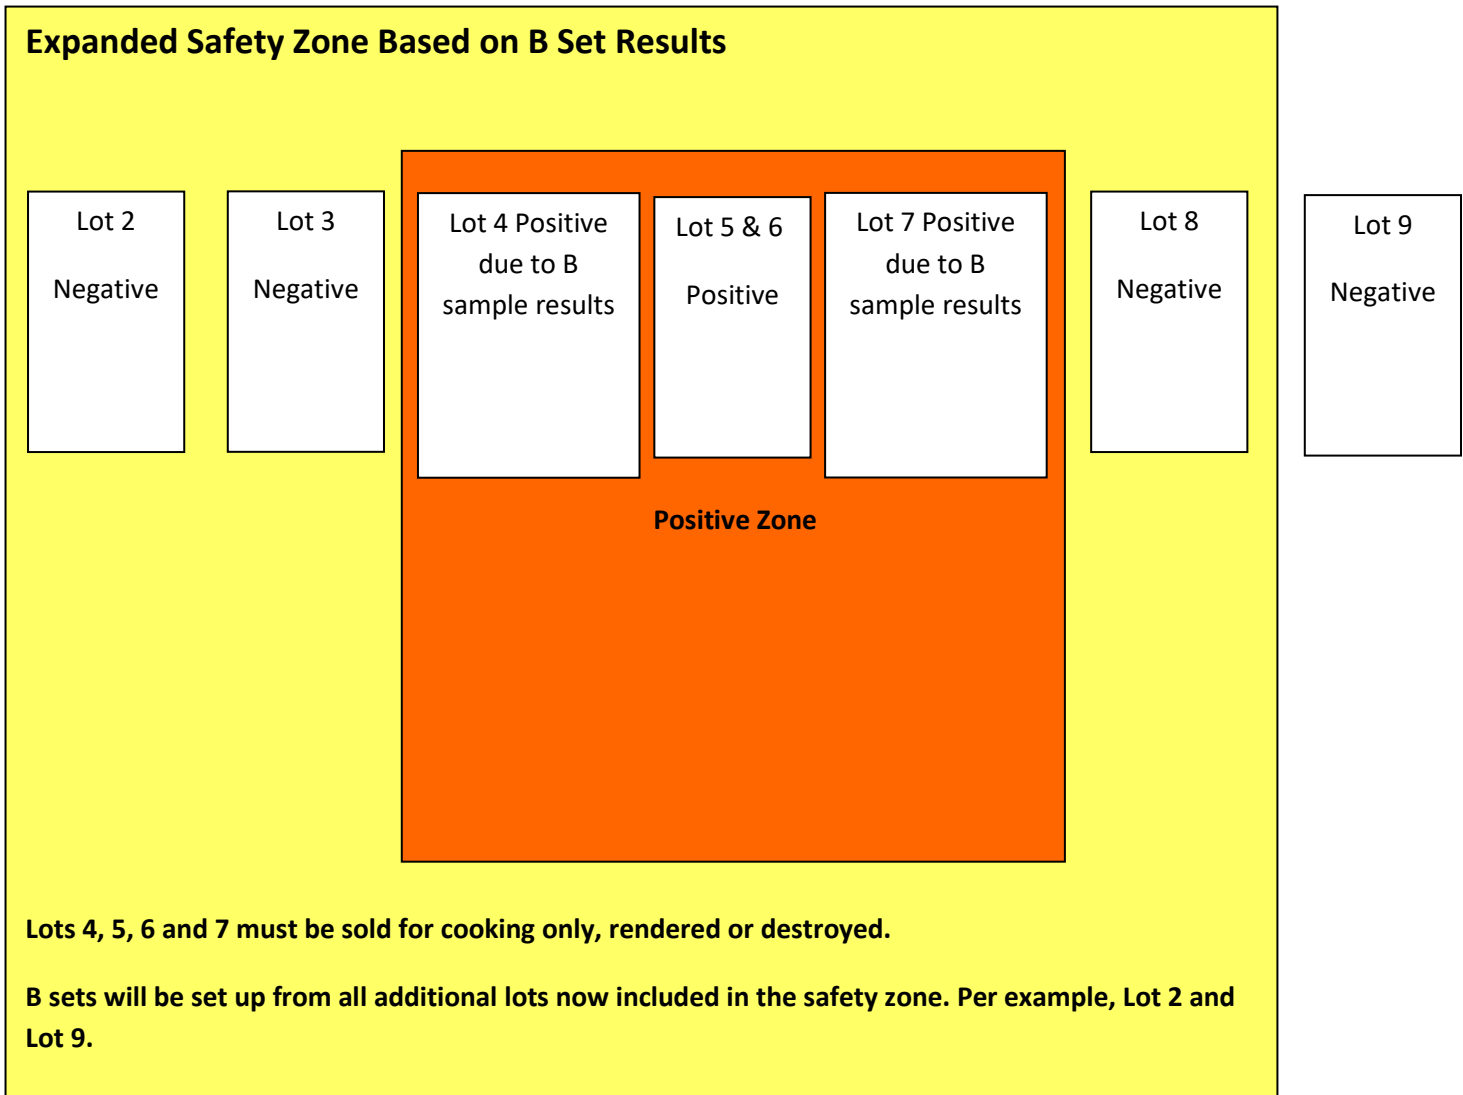 Expanded Safety Zone Based on B Set Results
Lot 2
Negative
Lot 3
Negative
Lot 4 Positive
due to B
sample results
Lot 5 & 6
Positive
Lot 7 Positive
due to B
sample results
Lot 8
Negative
Lot 9
Negative
Positive Zone
Lots 4, 5, 6 and 7 must be sold for cooking only, rendered or destroyed.
B sets will be set up from all additional lots now included in the safety zone. Per example, Lot 2 and
Lot 9.